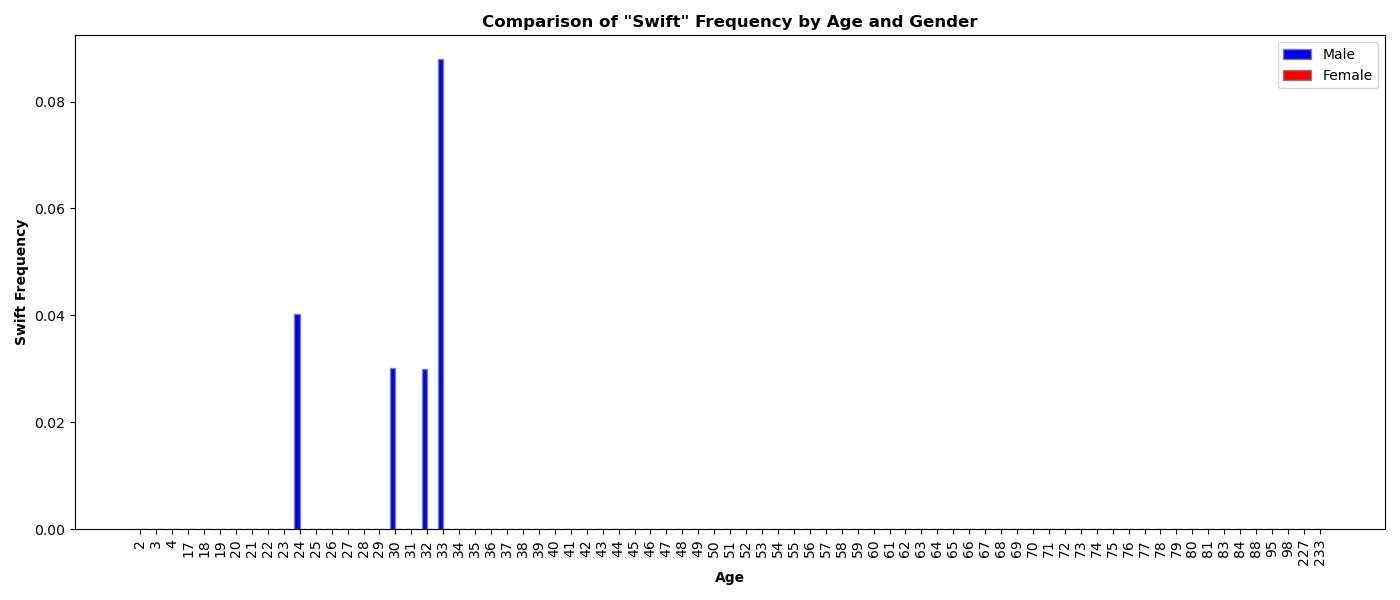 Comparison of "Swift" Frequency by Age and Gender
Male
Female
Swift Frequency
0.08
0.06
0.04
0.02
0.00
2 3 4 17 18 19 20 21 22 23 24 25 26 27 28 29 30 31 32 33 34 35 36 37 38 39 40 41 42 43 44 45 46 47 48 49 50 51 52 53 54 55 56 57 58 59 60 61 62 63 64 65 66 67 68 69 70 71 72 73 74 75 76 77 78 79 80 81 83 84 88 95 98 227 233
Age